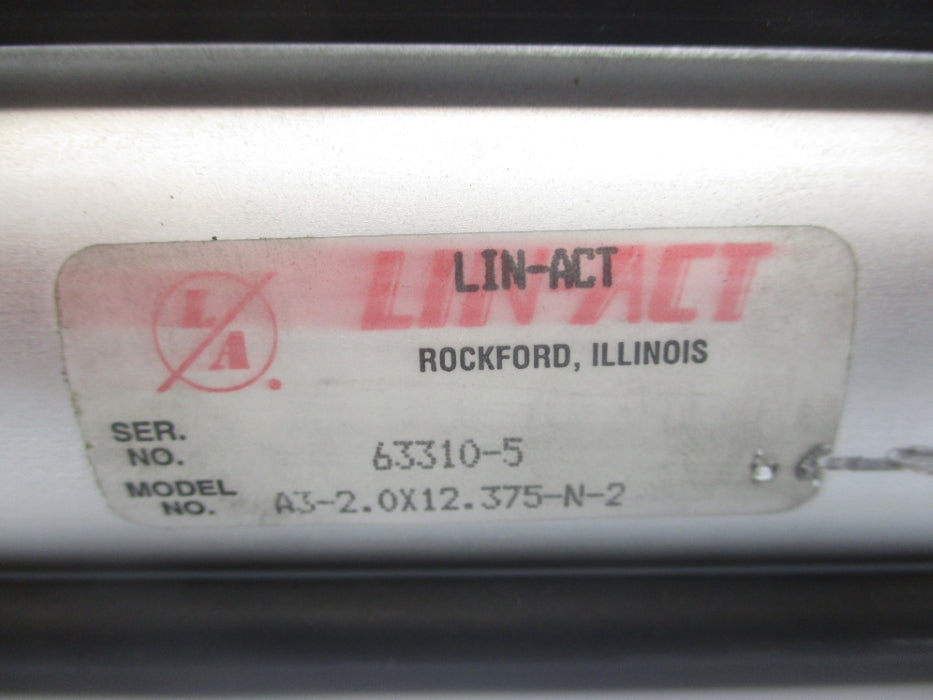 LIN-ACT
LIN-ACT
L
A
ROCKFORD, ILLINOIS
SER.
NO. 63310-5
MODEL
NO. A3-2.0X12.375-N-2